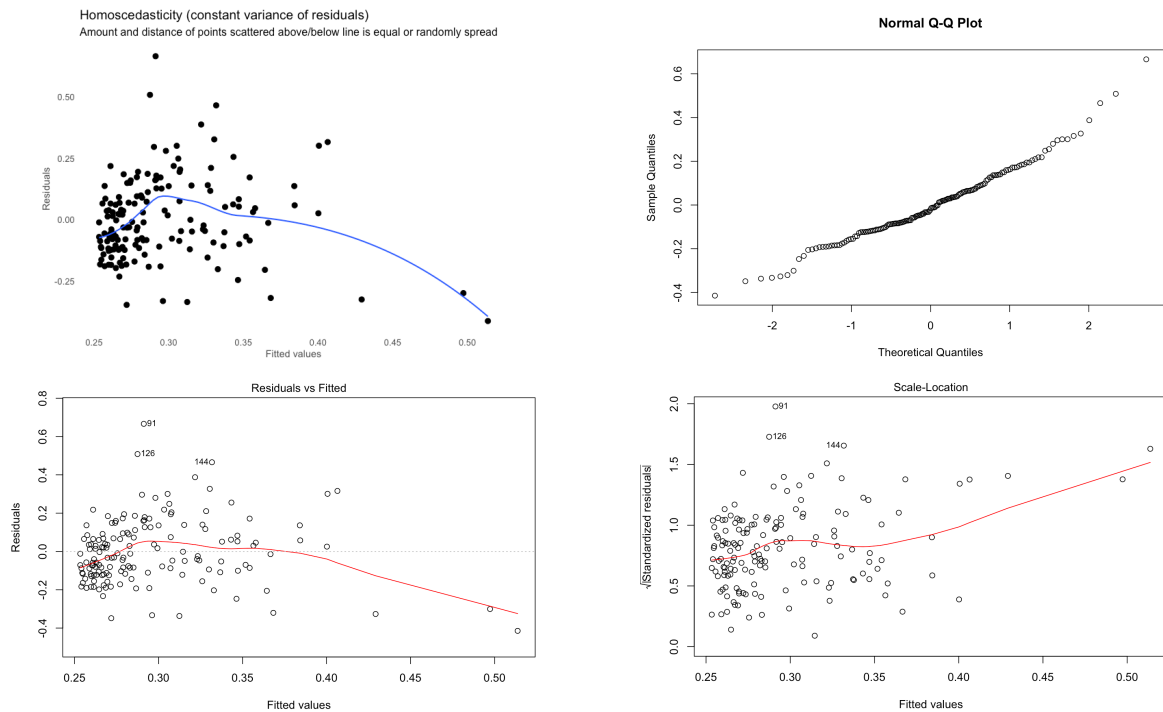 Homoscedasticity (constant variance of residuals)
Amount and distance of points scattered above/below line is equal or randomly spread
0.50
0.25
0.00
-0.25
Residuals
0.25 0.30 0.35 0.40 0.45 0.50
Fitted values
Normal Q-Q Plot
0.6
0.4
0.2
0.0
-0.2
-0.4
Sample Quantiles
-2 -1 0 1 2
Theoretical Quantiles
Residuals vs Fitted
0.8
0.6
0.4
0.2
0.0
-0.2
-0.4
Residuals
91
126
144
0.25 0.30 0.35 0.40 0.45 0.50
Fitted values
Scale-Location
2.0
1.5
1.0
0.5
0.0
√|Standardized residuals|
91
126
144
0.25 0.30 0.35 0.40 0.45 0.50
Fitted values